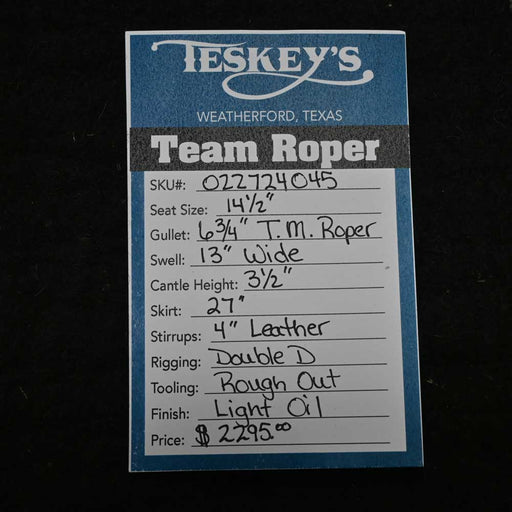 TESKEY'S
WEATHERFORD, TEXAS
Team Roper
SKU#: 022724045
Seat Size: 14½"
Gullet: 6¾" T.M. Roper
Swell: 13" Wide
Cantle Height: 3½"
Skirt: 27"
Stirrups: 4" Leather
Rigging: Double D
Tooling: Rough Out
Finish: Light Oil
Price: $2295.00